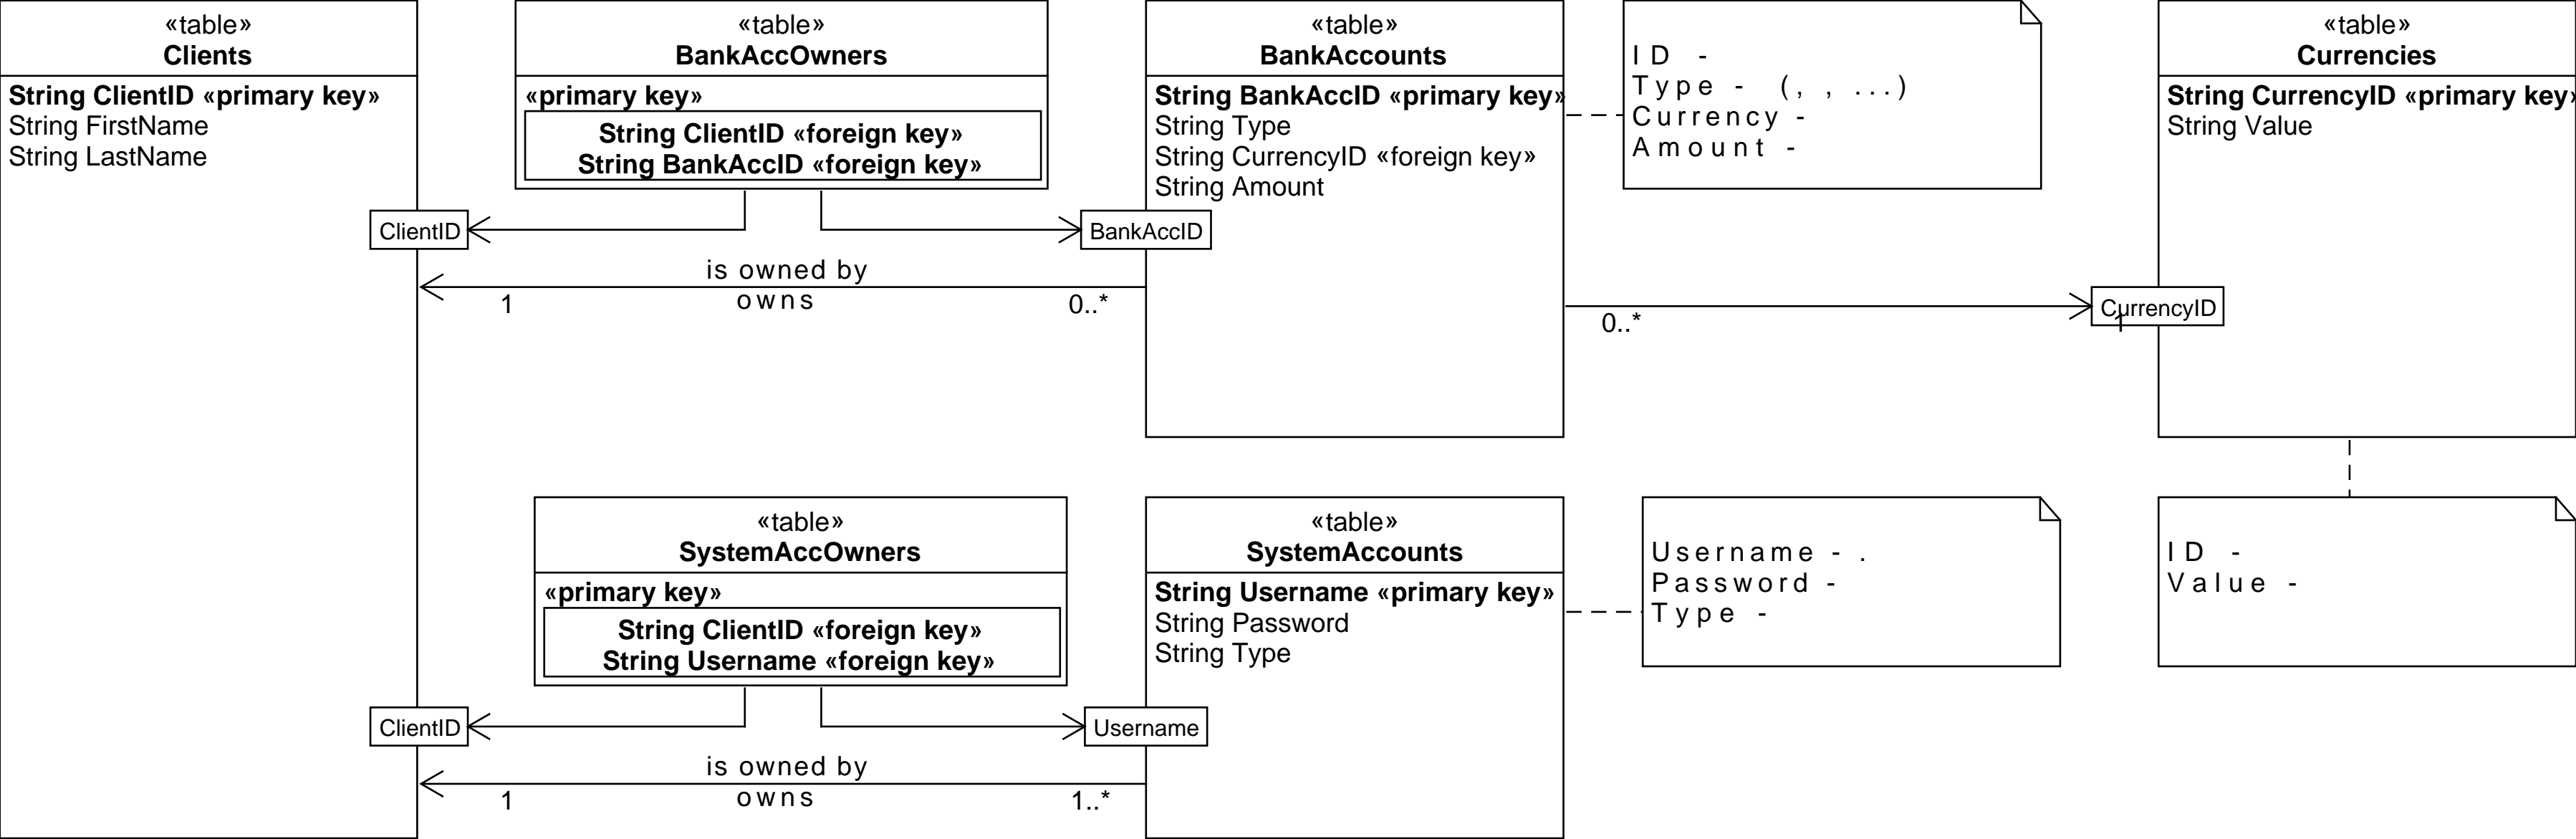 «table»
Clients
String ClientID «primary key»
String FirstName
String LastName
«table»
BankAccOwners
«primary key»
String ClientID «foreign key»
String BankAccID «foreign key»
«table»
BankAccounts
String BankAccID «primary key»
String Type
String CurrencyID «foreign key»
String Amount
ID -
Type - (, , ...)
Currency -
Amount -
«table»
Currencies
String CurrencyID «primary key»
String Value
ClientID
BankAccID
is owned by
1
owns
0..*
0..*
CurrencyID
1
«table»
SystemAccOwners
«primary key»
String ClientID «foreign key»
String Username «foreign key»
«table»
SystemAccounts
String Username «primary key»
String Password
String Type
Username - .
Password -
Type -
ID -
Value -
ClientID
Username
is owned by
1
owns
1..*